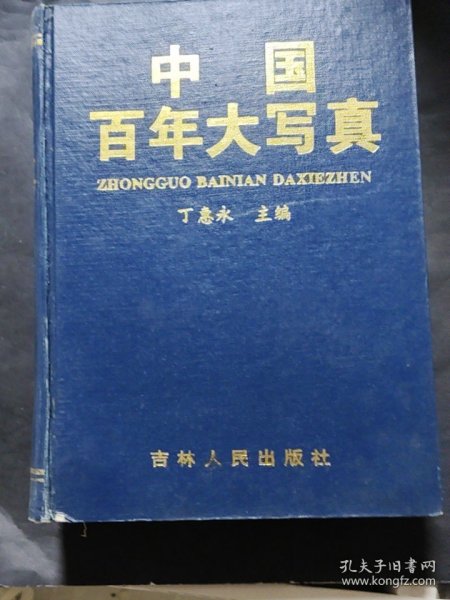 中国
百年大写真
ZHONGGUO BAINIAN DAXIEZHEN
丁惠永 主编
吉林人民出版社
孔夫子旧书网
www.kongfz.com